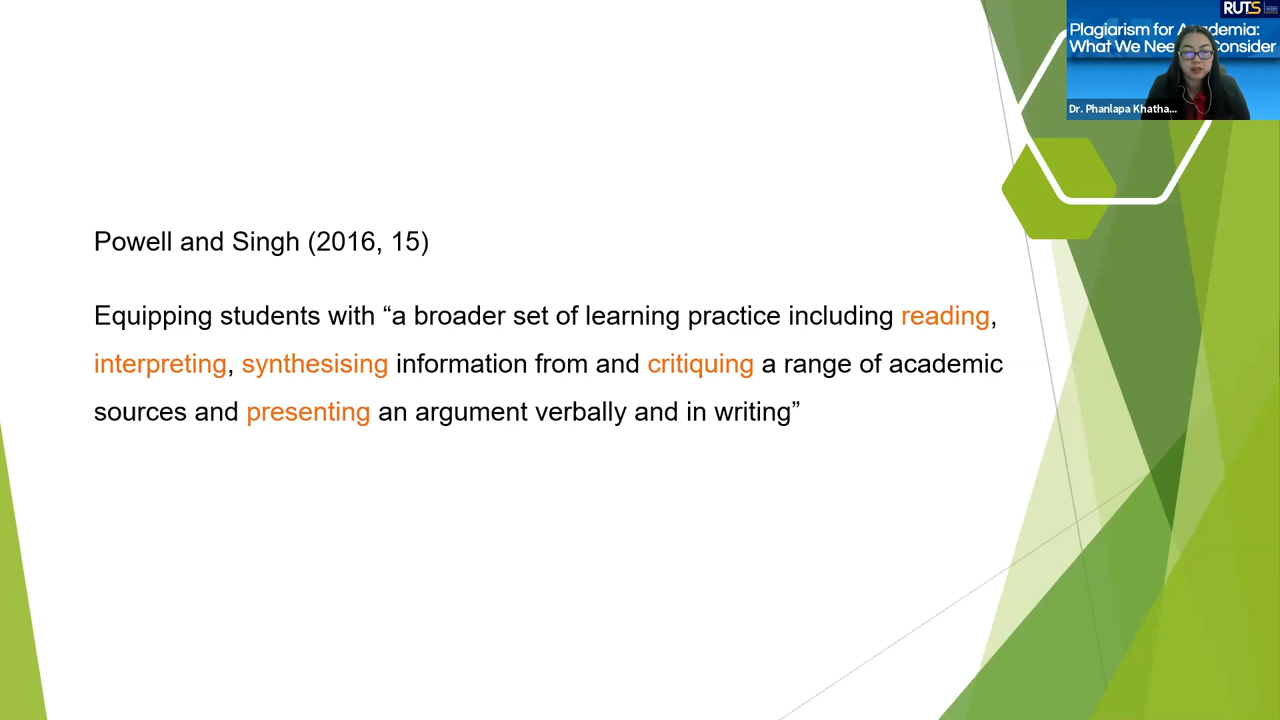 RUTS
Plagiarism for
What We Nee Consider
Dr. Phanlapa Khatha...
Powell and Singh (2016, 15)
Equipping students with “a broader set of learning practice including reading,
interpreting, synthesising information from and critiquing a range of academic
sources and presenting an argument verbally and in writing”